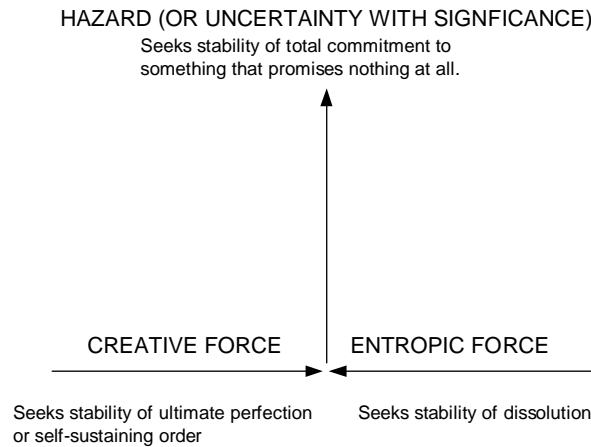 HAZARD (OR UNCERTAINTY WITH SIGNFICANCE)
Seeks stability of total commitment to
something that promises nothing at all.
CREATIVE FORCE
ENTROPIC FORCE
Seeks stability of ultimate perfection
or self-sustaining order
Seeks stability of dissolution